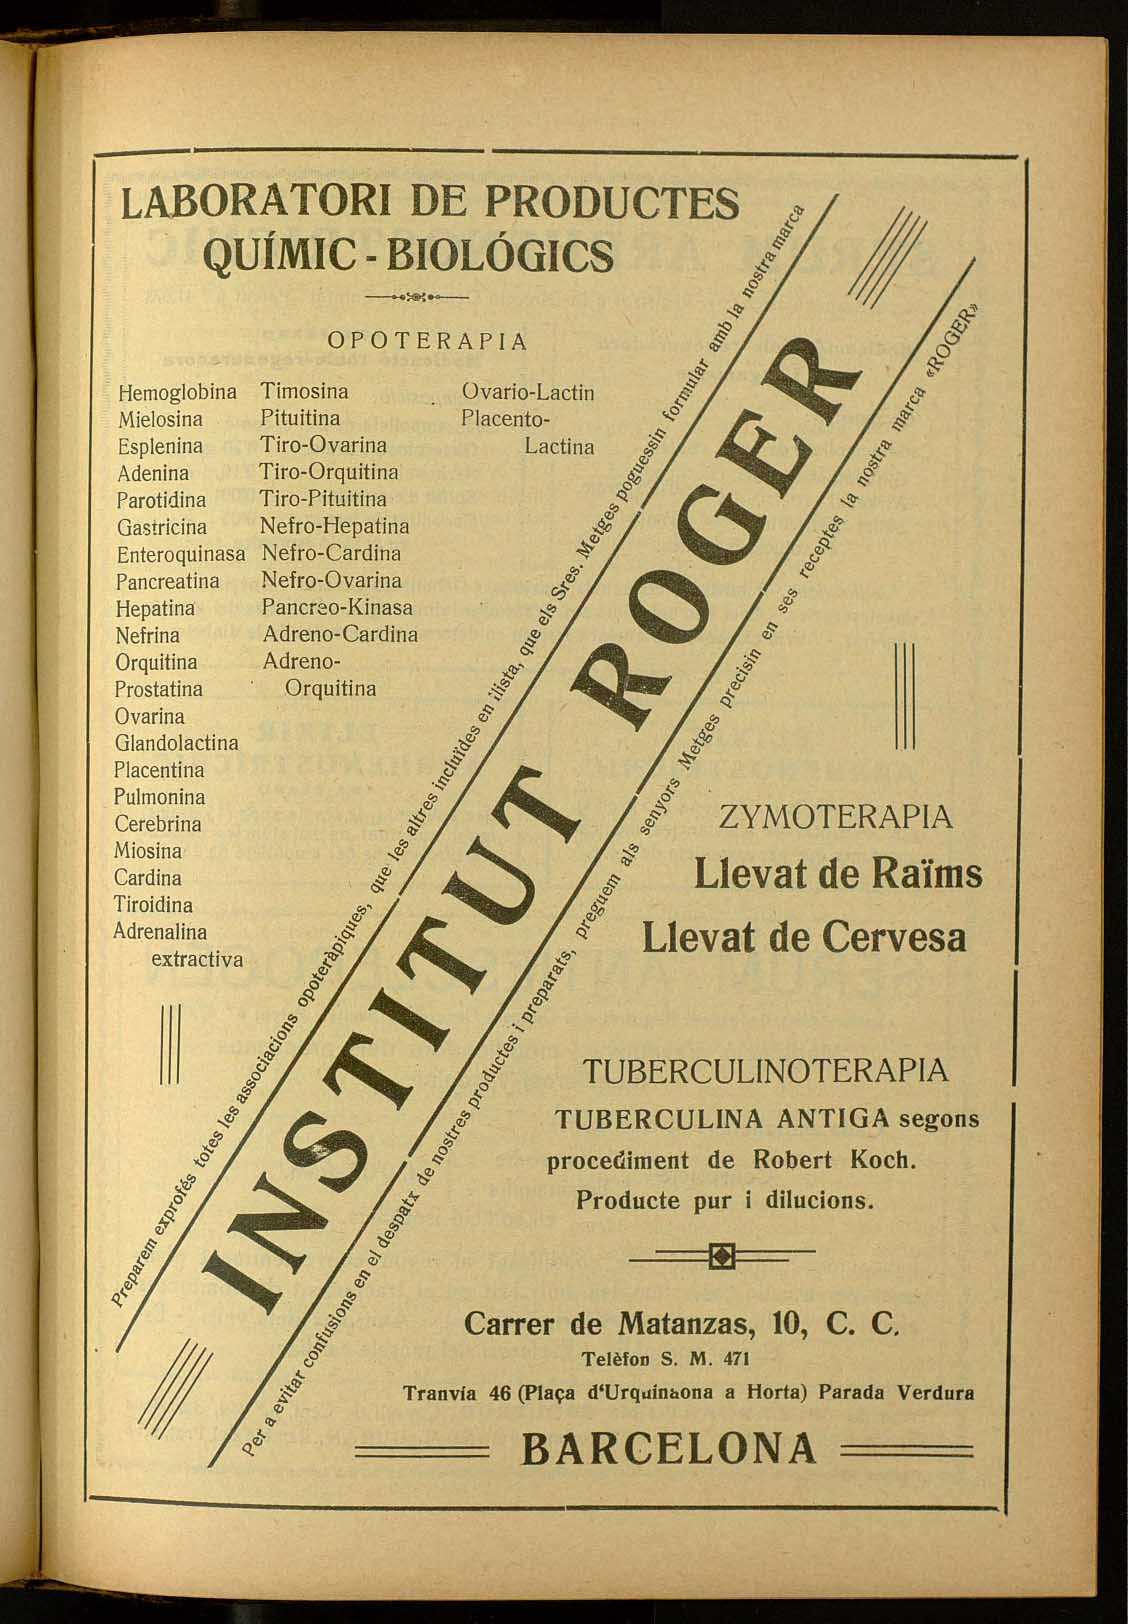 LABORATORI DE PRODUCTES
QUÍMIC - BIOLÓGICS
OPOTERAPIA
Hemoglobina
Mielosina
Esplenina
Adenina
Parotidina
Gastricina
Enteroquinasa
Pancreatina
Hepatina
Nefrina
Orquitina
Prostatina
Ovarina
Glandolactina
Placentina
Pulmonina
Cerebrina
Miosina
Cardina
Tiroidina
Adrenalina
extractiva
Timosina
Pituitina
Tiro-Ovarina
Tiro-Orquitina
Tiro-Pituitina
Nefro-Hepatina
Nefro-Cardina
Nefro-Ovarina
Pancreo-Kinasa
Adreno-Cardina
Adreno-
Orquitina
Ovario-Lactin
Placento-
Lactina
Preparem exprofés totes les associacions opoteràpiques, que les altres incluïdes en llista, que els Sres. Metges poguessin formular amb la nostra marca
INSTITUT ROGER
Per a evitar confusions en el despatx de nostres productes i preparats, preguem als senyors Metges precisin en ses receptes la nostra marca «ROGER»
ZYMOTERAPIA
Llevat de Raïms
Llevat de Cervesa
TUBERCULINOTERAPIA
TUBERCULINA ANTIGA segons
procediment de Robert Koch.
Producte pur i dilucions.
Carrer de Matanzas, 10, C. C.
Telèfon S. M. 471
Tranvía 46 (Plaça d'Urquinaona a Horta) Parada Verdura
BARCELONA